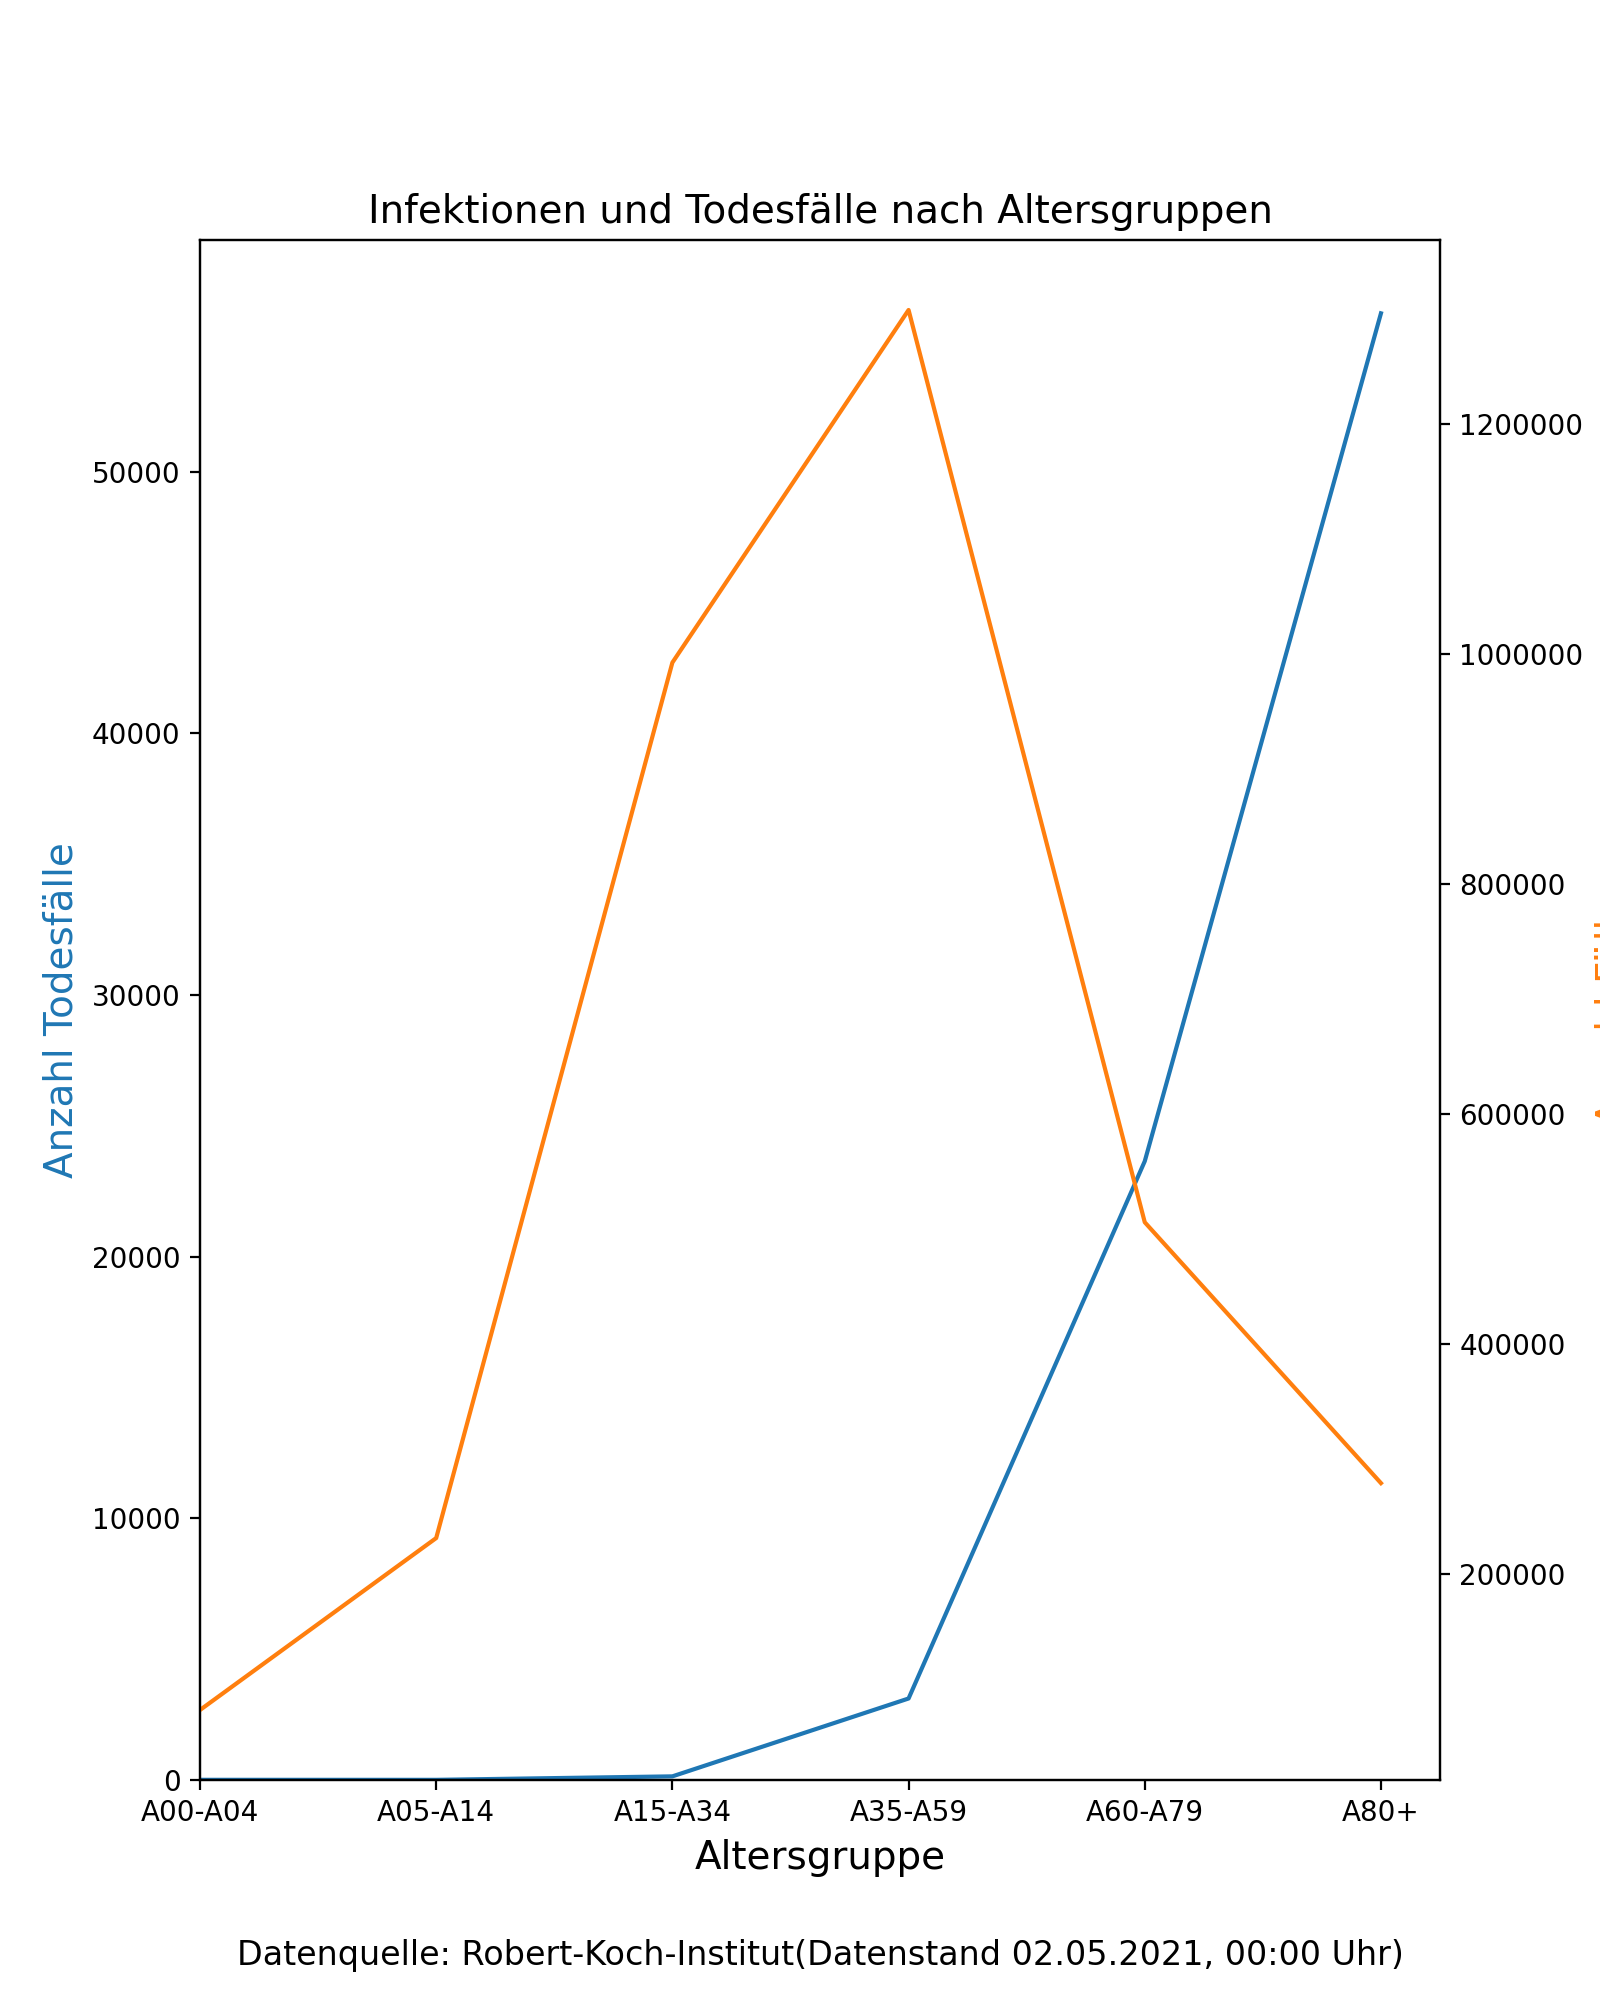 Infektionen und Todesfälle nach Altersgruppen
50000
40000
30000
20000
10000
0
Anzahl Todesfälle
1200000
1000000
800000
600000
400000
200000
A00-A04 A05-A14 A15-A34 A35-A59 A60-A79 A80+
Altersgruppe
Datenquelle: Robert-Koch-Institut(Datenstand 02.05.2021, 00:00 Uhr)